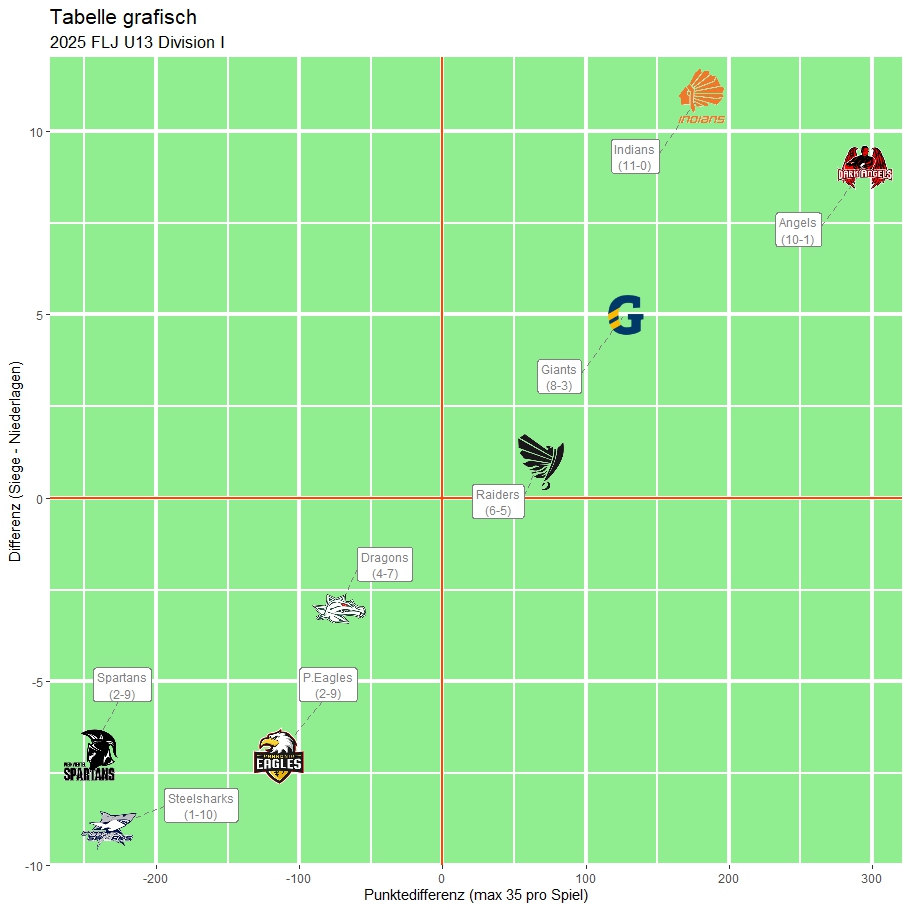 Tabelle grafisch
2025 FLJ U13 Division I
Differenz (Siege - Niederlagen)
10
5
0
-5
-10
INDIANS
Indians
(11-0)
DARK ANGELS
Angels
(10-1)
G
Giants
(8-3)
Raiders
(6-5)
Dragons
(4-7)
Spartans
(2-9)
P.Eagles
(2-9)
SPARTANS
EAGLES
Steelsharks
(1-10)
-200
-100
0
100
200
300
Punktedifferenz (max 35 pro Spiel)